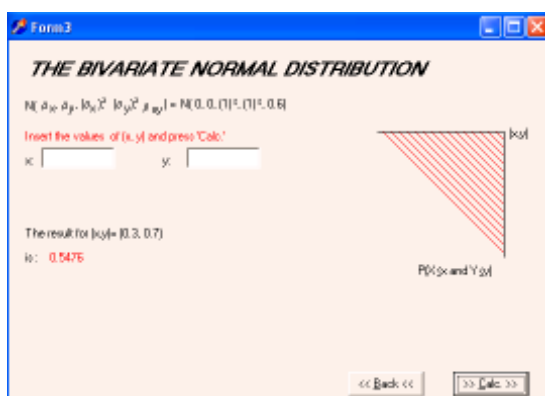 Form3
THE BIVARIATE NORMAL DISTRIBUTION
N( μx, μy, (σx)², (σy)², ρxy) = N(0, 0, (1)², (1)², 0.6)
Insert the values of (x, y) and press 'Calc.'
x: y:
(x,y)
The result for (x,y)= (0.3, 0.7)
is: 0.5476
P(X≤x and Y≤y)
<< Back << >> Calc. >>